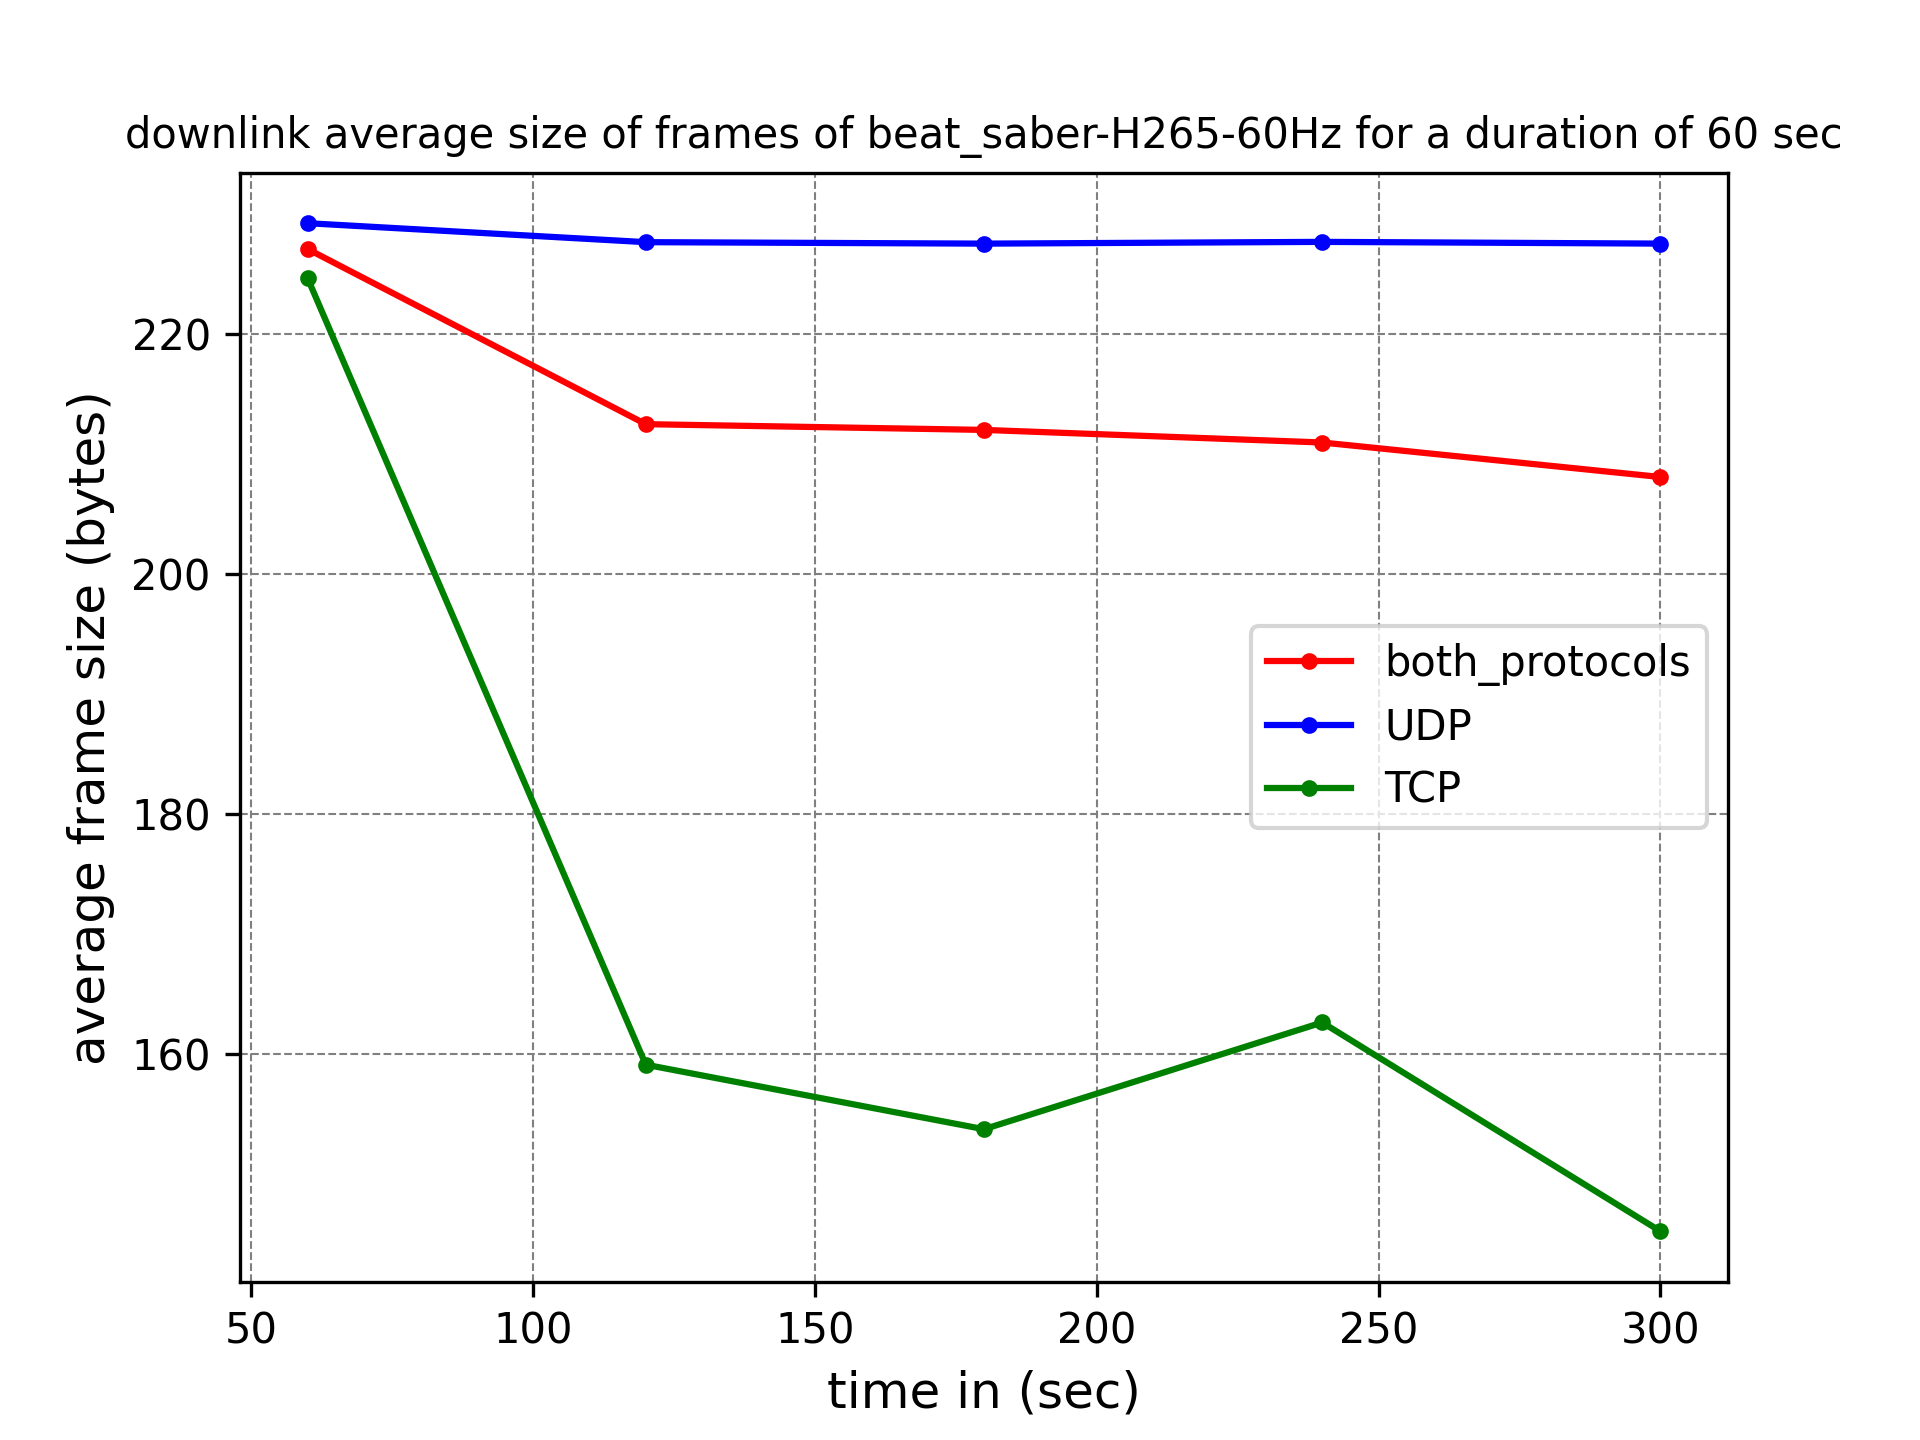 downlink average size of frames of beat_saber-H265-60Hz for a duration of 60 sec
average frame size (bytes)
220
200
180
160
both_protocols
UDP
TCP
50 100 150 200 250 300
time in (sec)